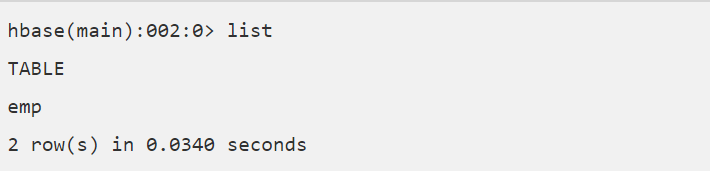 hbase(main):002:0> list
TABLE
emp
2 row(s) in 0.0340 seconds